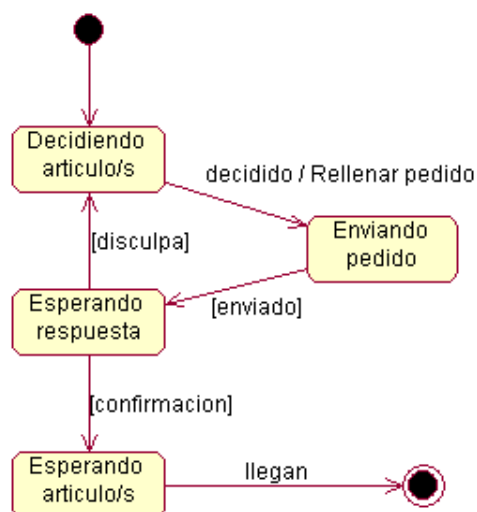 Decidiendo
articulo/s
decidido / Rellenar pedido
Enviando
pedido
[disculpa]
[enviado]
Esperando
respuesta
[confirmacion]
Esperando
articulo/s
llegan